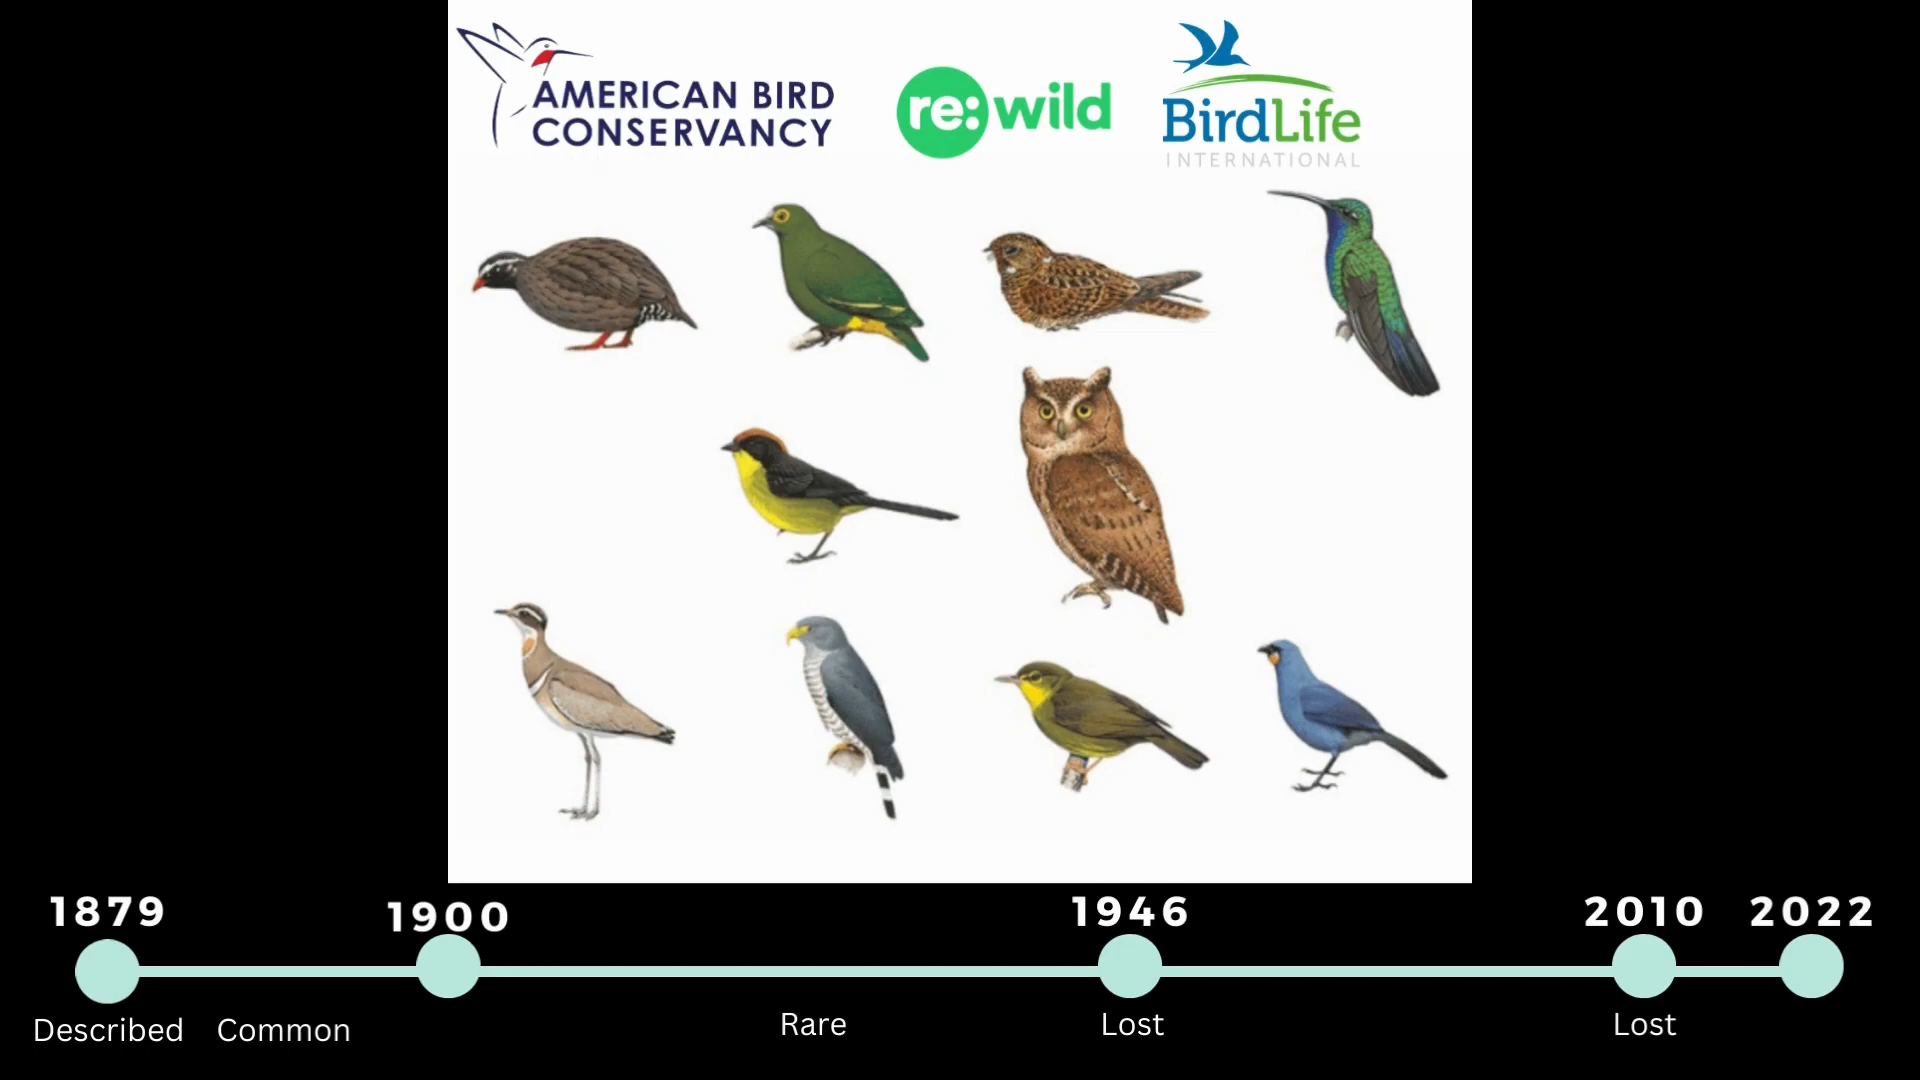 AMERICAN BIRD
CONSERVANCY
re:wild
BirdLife
INTERNATIONAL
1879
1900
1946
2010
2022
Described
Common
Rare
Lost
Lost